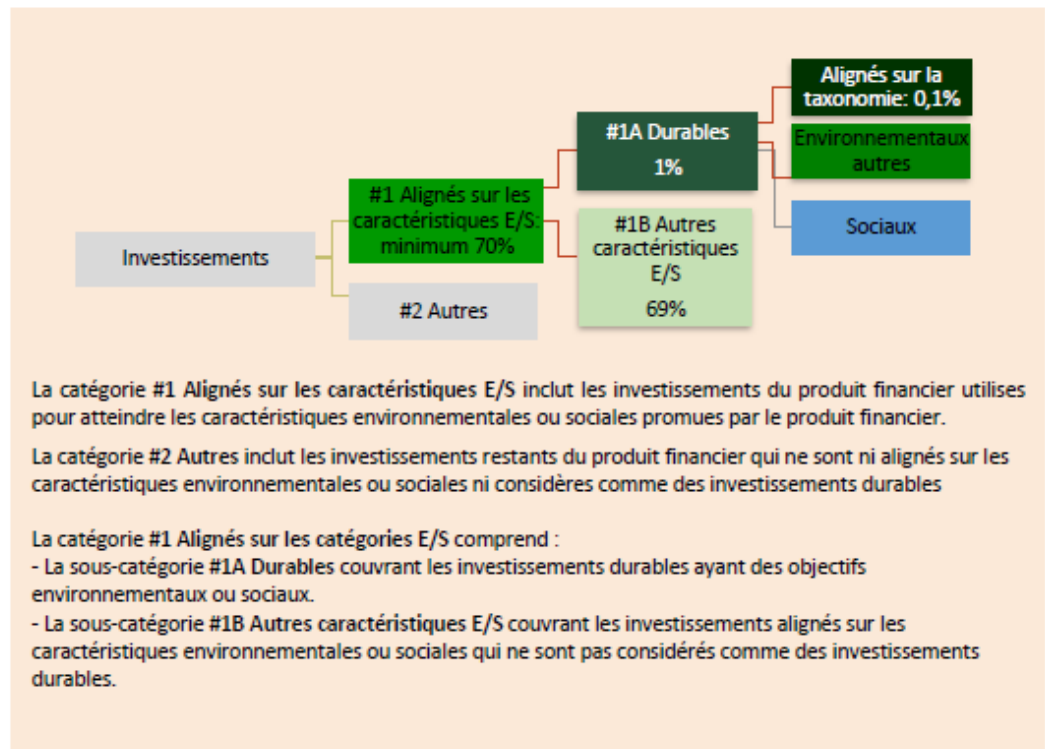 Alignés sur la
taxonomie: 0,1%
#1A Durables
1%
Environnementaux
autres
#1 Alignés sur les
caractéristiques E/S:
minimum 70%
Sociaux
#1B Autres
caractéristiques
E/S
69%
Investissements
#2 Autres
La catégorie #1 Alignés sur les caractéristiques E/S inclut les investissements du produit financier utilises
pour atteindre les caractéristiques environnementales ou sociales promues par le produit financier.
La catégorie #2 Autres inclut les investissements restants du produit financier qui ne sont ni alignés sur les
caractéristiques environnementales ou sociales ni considères comme des investissements durables
La catégorie #1 Alignés sur les catégories E/S comprend :
- La sous-catégorie #1A Durables couvrant les investissements durables ayant des objectifs
environnementaux ou sociaux.
- La sous-catégorie #1B Autres caractéristiques E/S couvrant les investissements alignés sur les
caractéristiques environnementales ou sociales qui ne sont pas considérés comme des investissements
durables.